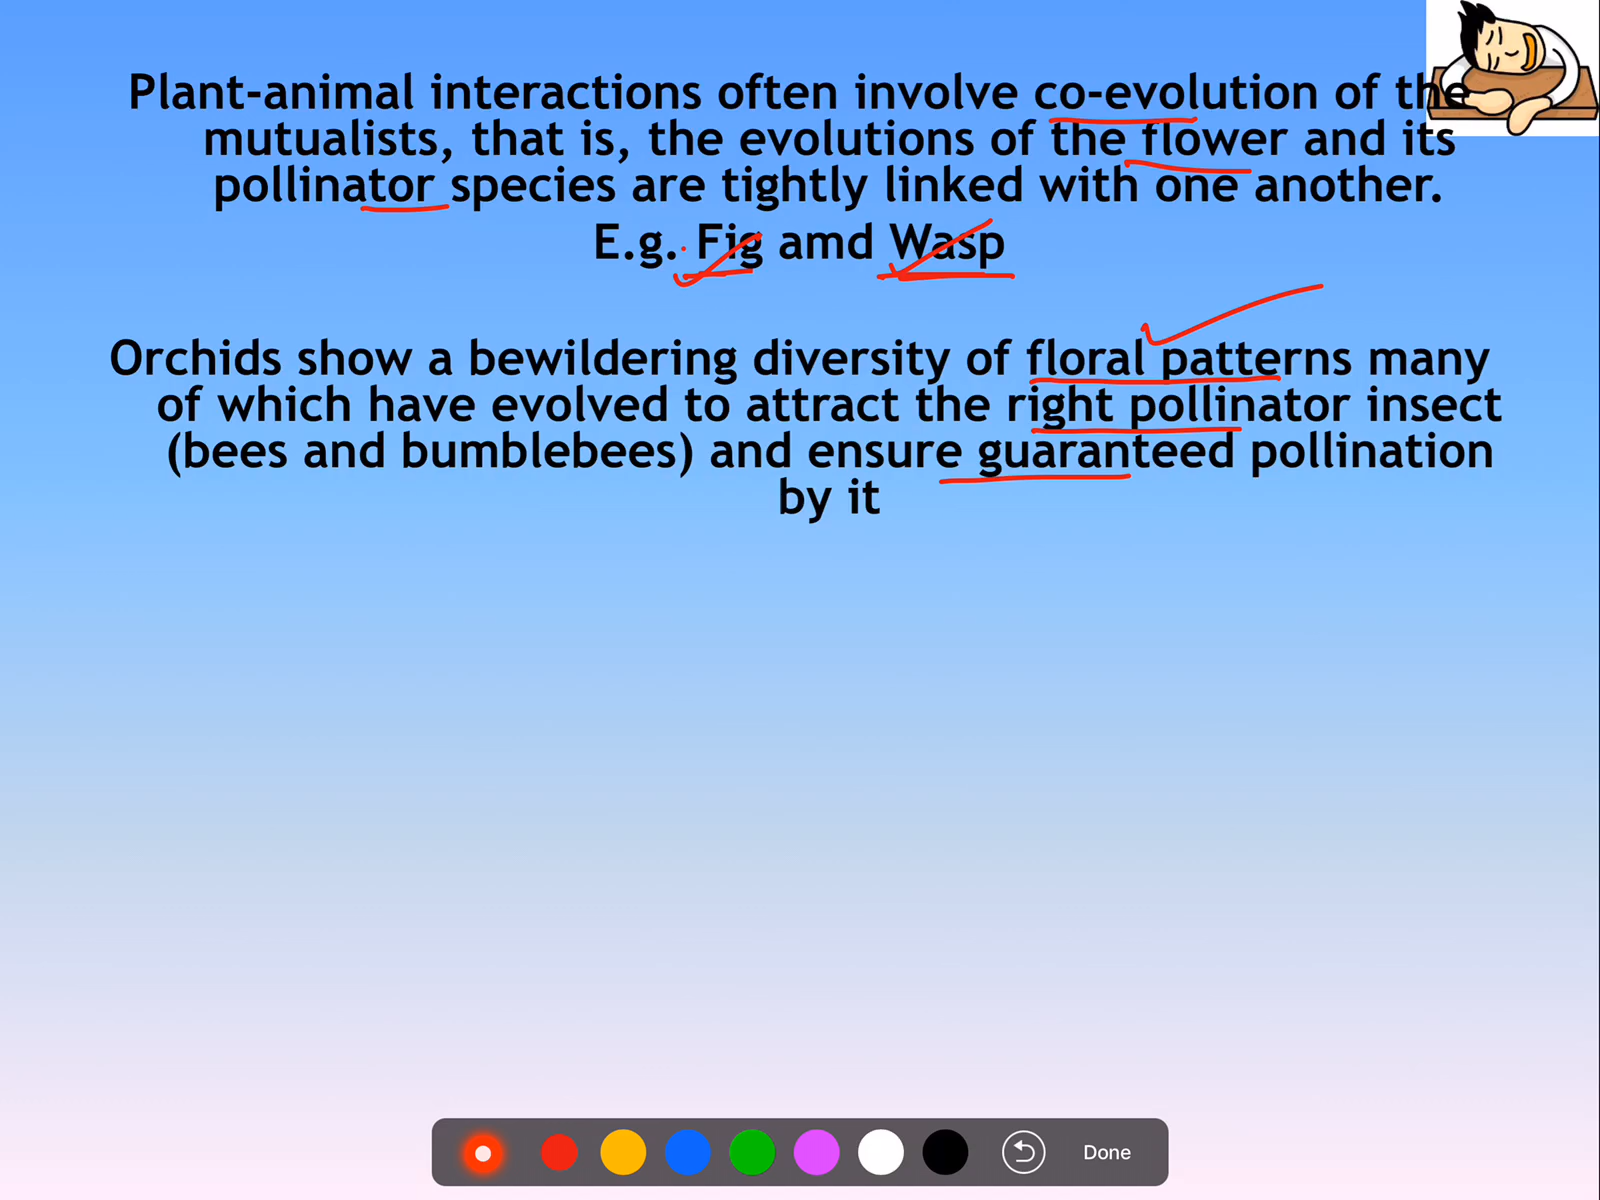 Plant-animal interactions often involve co-evolution of the
mutualists, that is, the evolutions of the flower and its
pollinator species are tightly linked with one another.
E.g. Fig amd Wasp
Orchids show a bewildering diversity of floral patterns many
of which have evolved to attract the right pollinator insect
(bees and bumblebees) and ensure guaranteed pollination
by it
Done